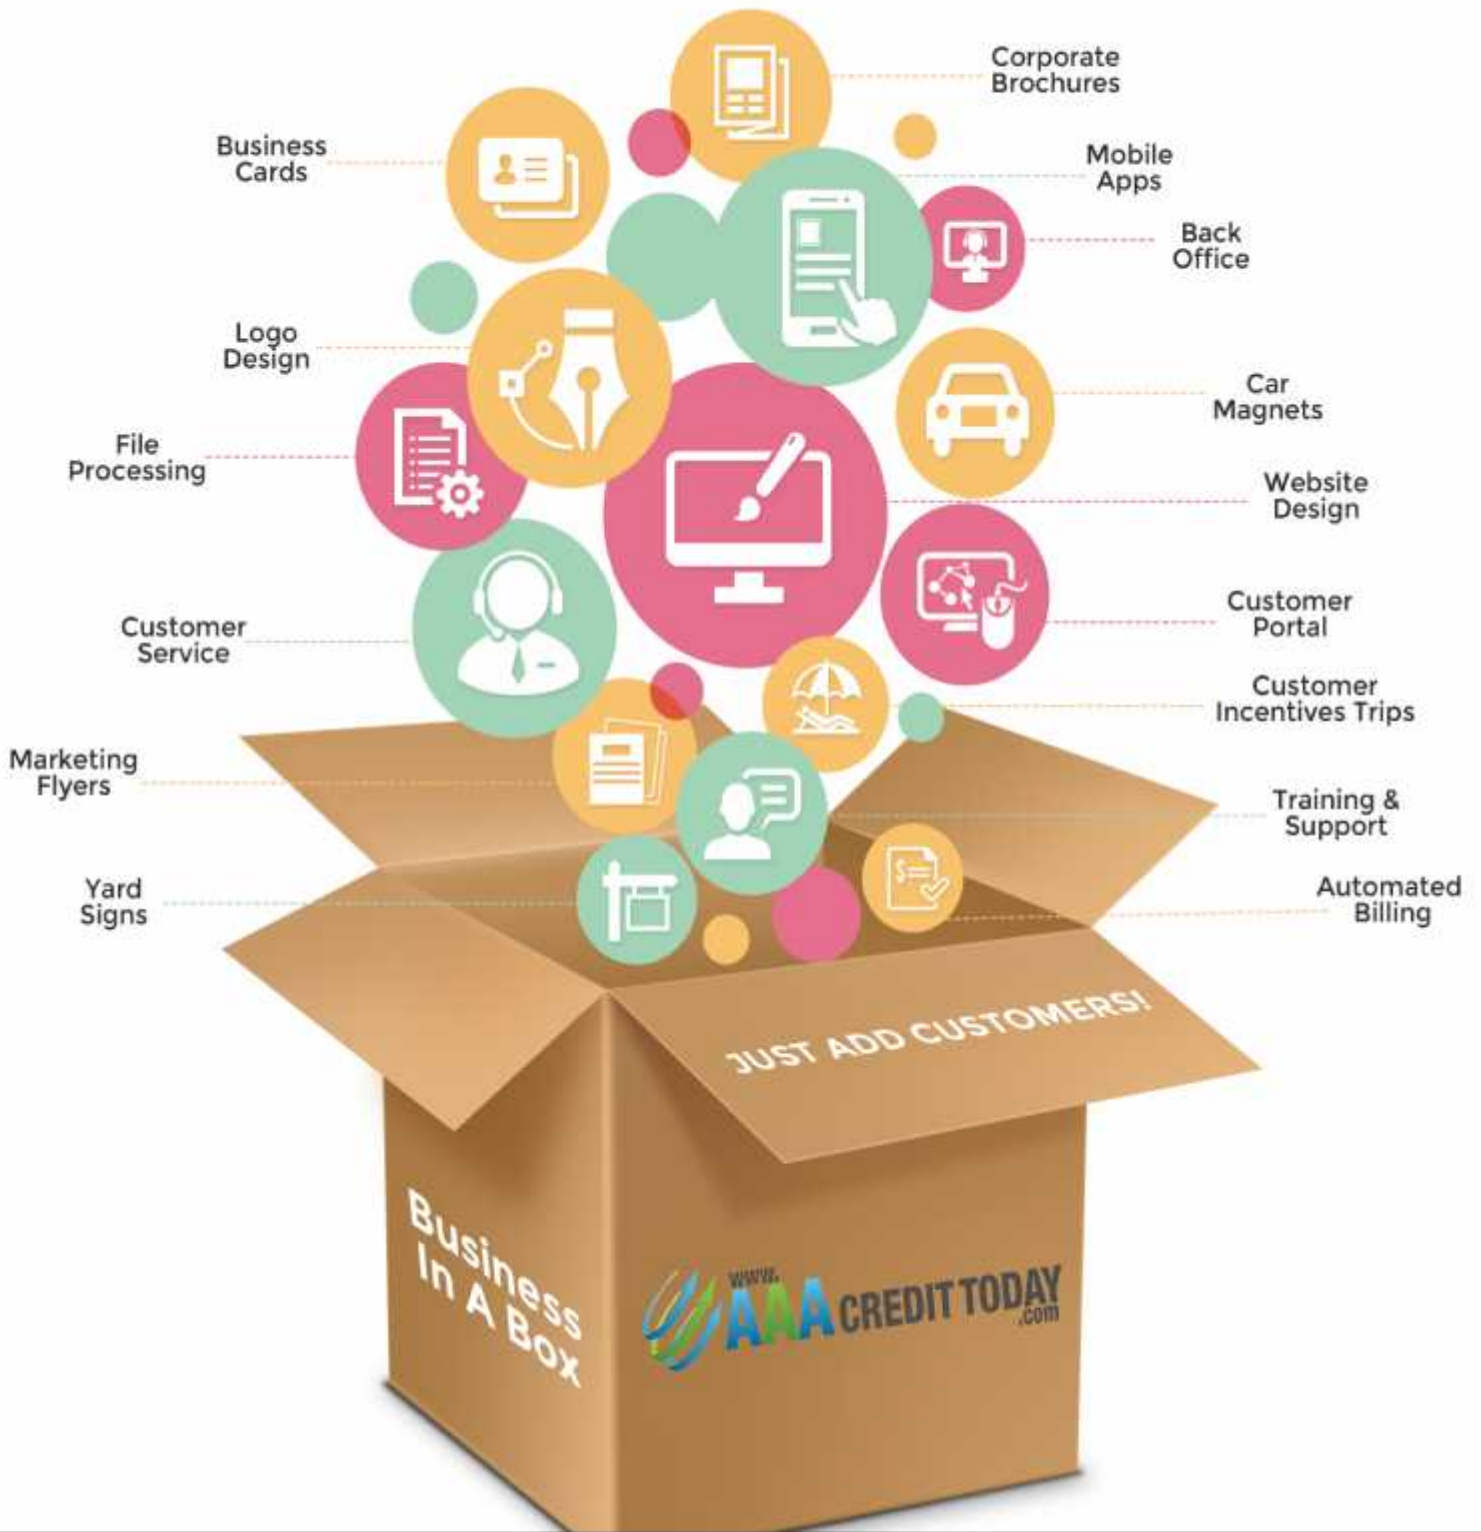 Corporate
Brochures
Business
Cards
Mobile
Apps
Back
Office
Logo
Design
Car
Magnets
File
Processing
Website
Design
Customer
Portal
Customer
Service
Customer
Incentives Trips
Marketing
Flyers
Training &
Support
Yard
Signs
Automated
Billing
JUST ADD CUSTOMERS!
Business
In A Box
www.
AAA CREDIT TODAY
.com